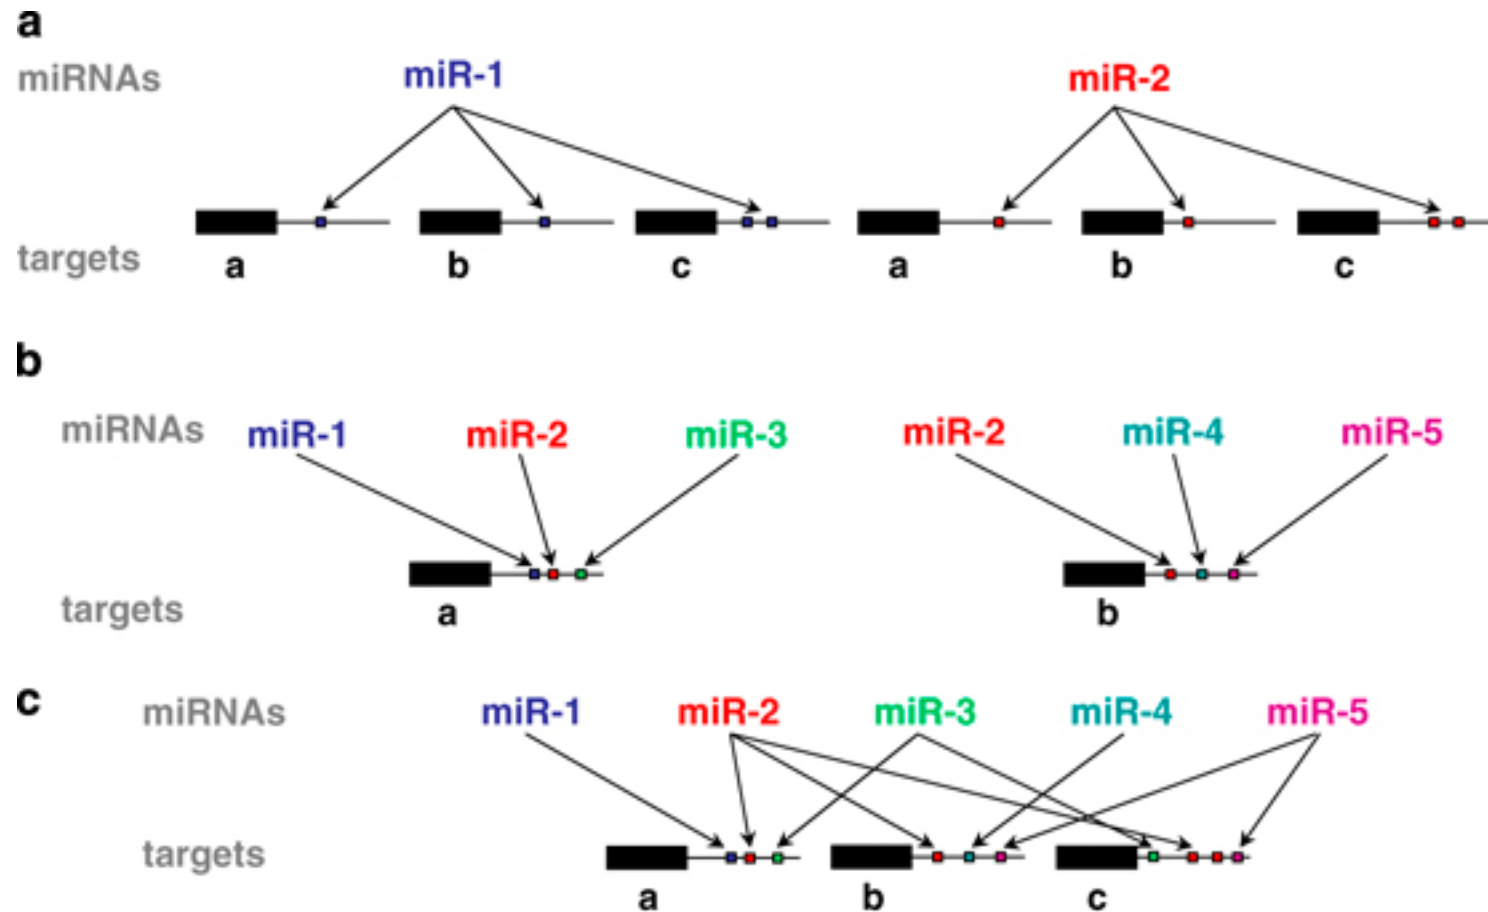 a
miRNAs miR-1 miR-2
targets a b c a b c
b
miRNAs miR-1 miR-2 miR-3 miR-2 miR-4 miR-5
targets a b
c miRNAs miR-1 miR-2 miR-3 miR-4 miR-5
targets
a b c